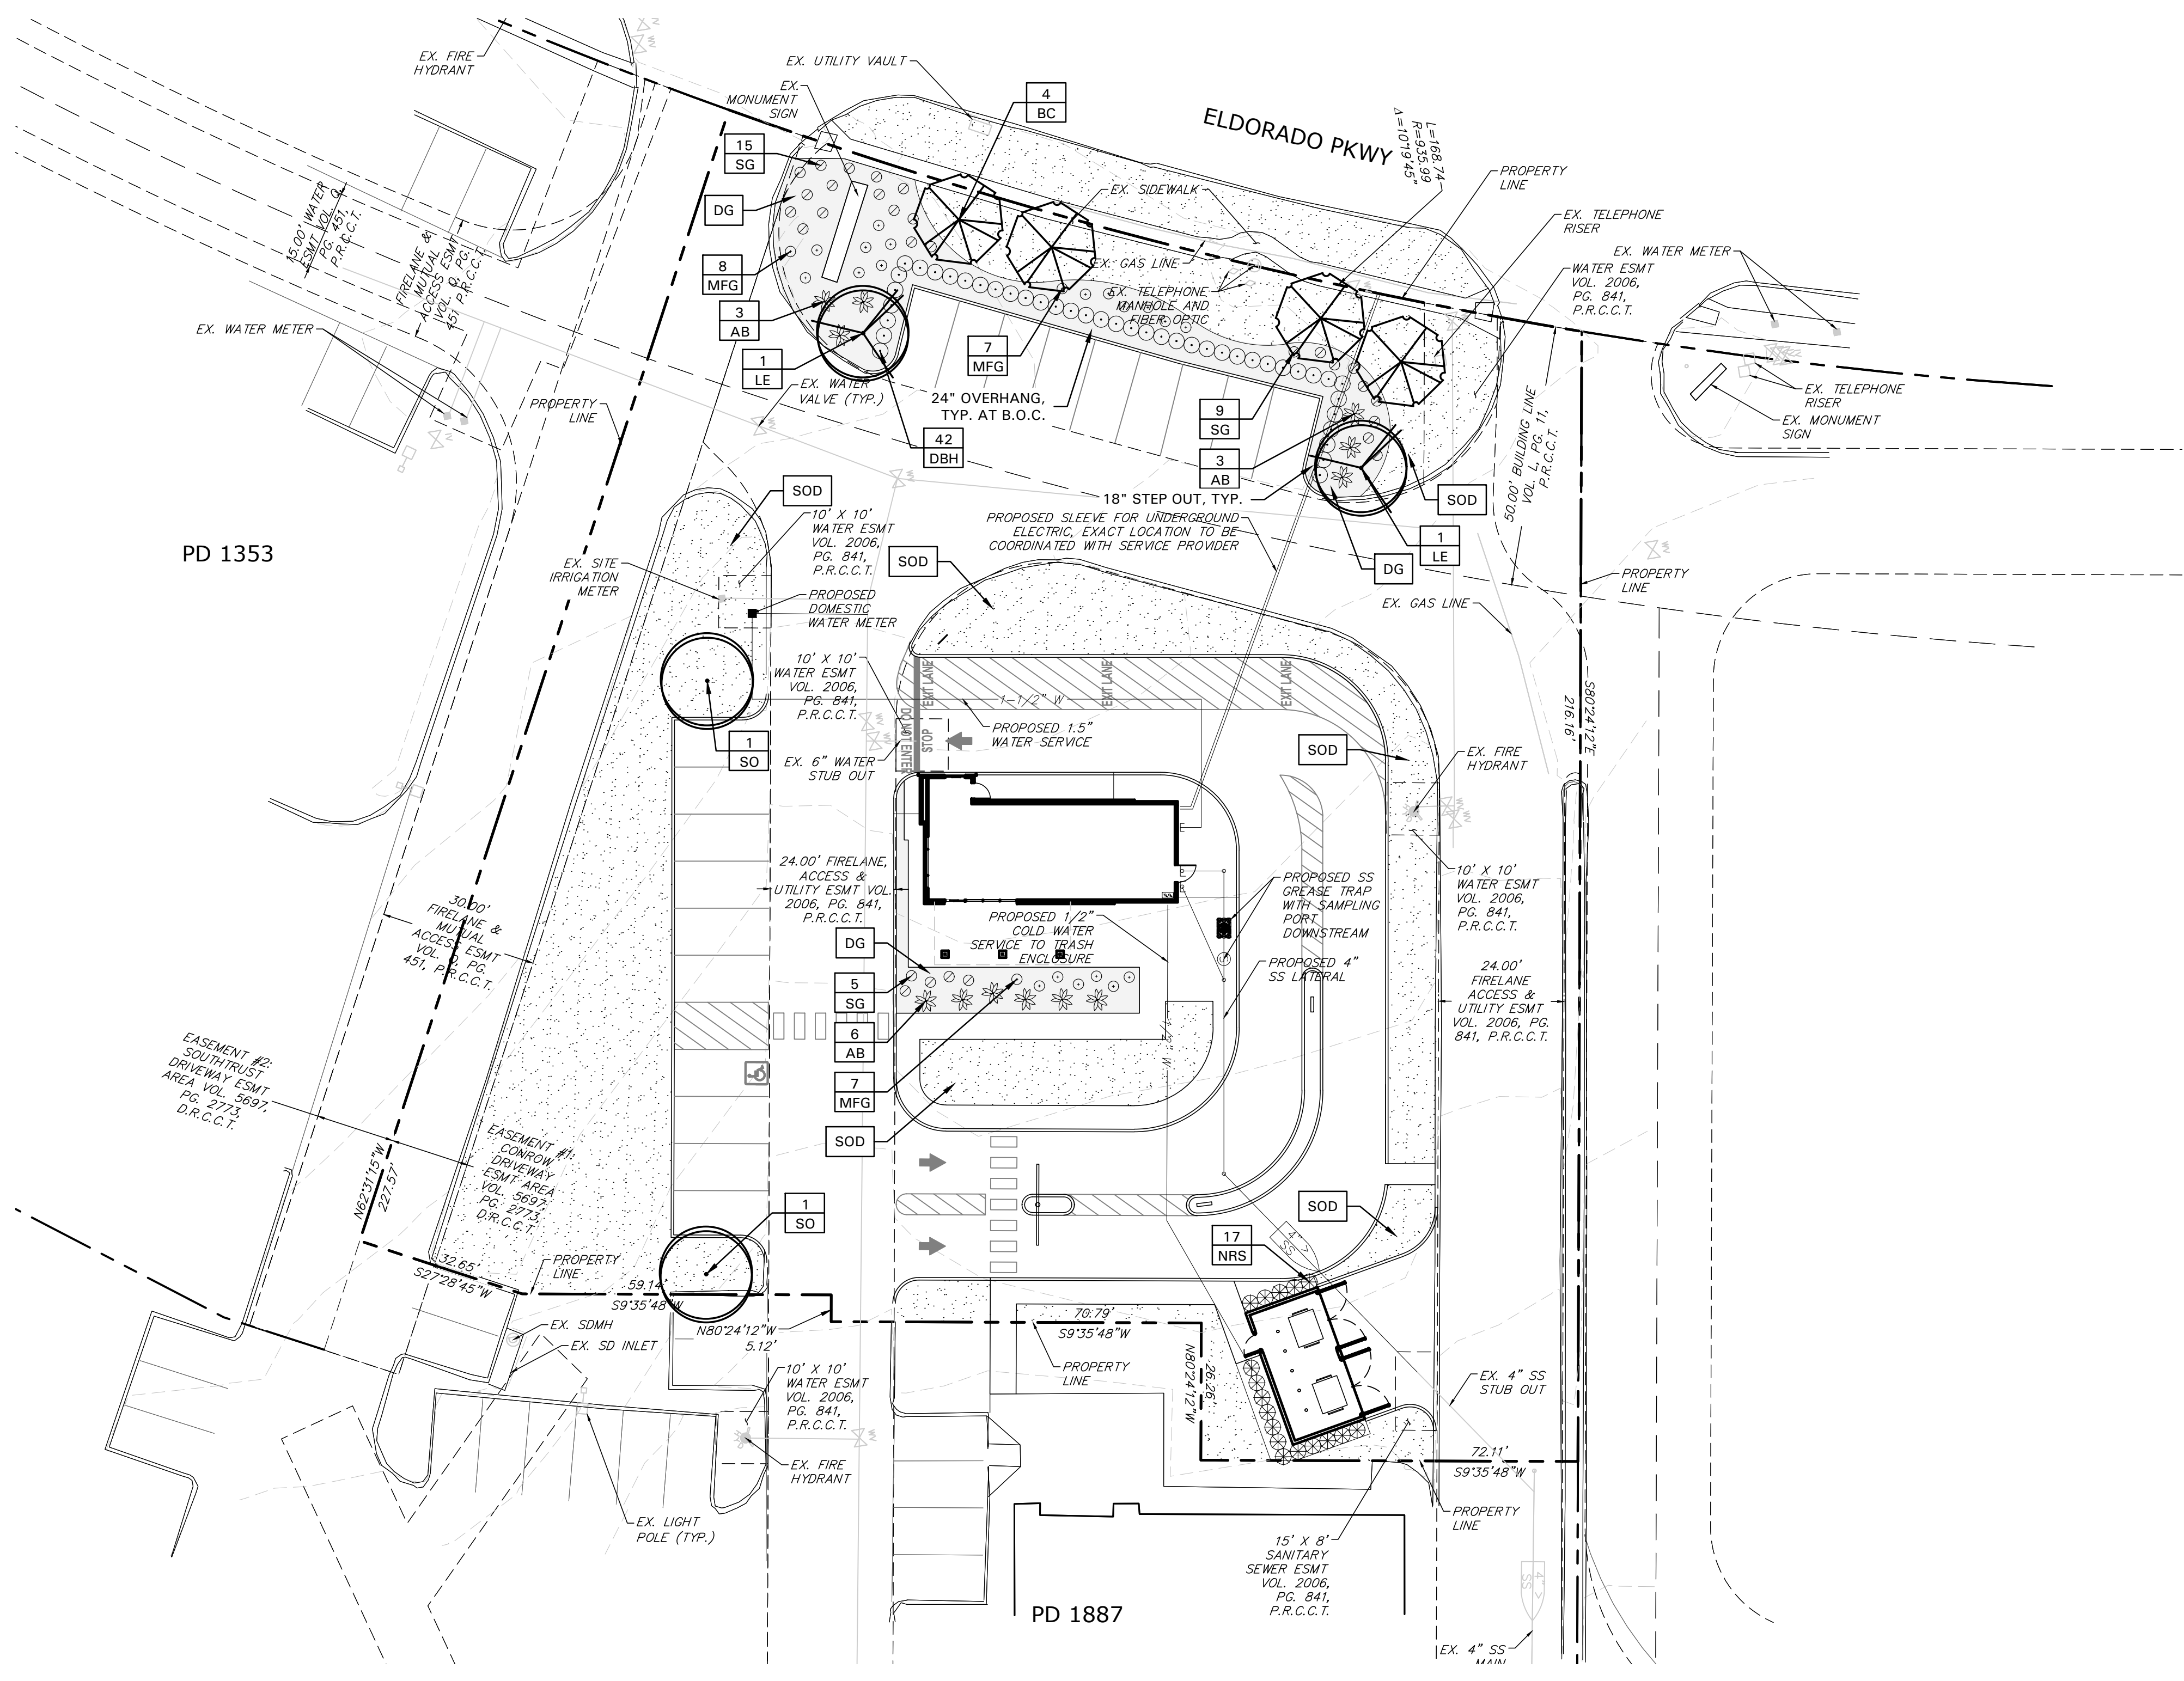 EX. FIRE
HYDRANT
EX. UTILITY VAULT
EX.
MONUMENT
SIGN
4
BC
ELDORADO PKWY
L=168.74
R=935.99
Δ=10°19'45"
PROPERTY
LINE
15
SG
DG
EX. SIDEWALK
EX. TELEPHONE
RISER
EX. WATER METER
WATER ESMT
VOL. 2006,
PG. 841,
P.R.C.C.T.
15.00' WATER
ESMT VOL. Q,
PG. 451,
P.R.C.C.T.
FIRELANE &
MUTUAL
ACCESS ESMT
VOL. Q, PG.
451 P.R.C.C.T.
8
MFG
EX. GAS LINE
EX. TELEPHONE
MANHOLE AND
FIBER OPTIC
3
AB
EX. WATER METER
1
LE
7
MFG
EX. WATER
VALVE (TYP.)
24" OVERHANG,
TYP. AT B.O.C.
PROPERTY
LINE
EX. TELEPHONE
RISER
EX. MONUMENT
SIGN
9
SG
42
DBH
3
AB
50.00' BUILDING LINE
VOL. L, PG. 111,
P.R.C.C.T.
SOD
SOD
18" STEP OUT, TYP.
10' X 10'
WATER ESMT
VOL. 2006,
PG. 841,
P.R.C.C.T.
PROPOSED SLEEVE FOR UNDERGROUND
ELECTRIC, EXACT LOCATION TO BE
COORDINATED WITH SERVICE PROVIDER
1
LE
PD 1353
SOD
DG
EX. SITE
IRRIGATION
METER
PROPERTY
LINE
PROPOSED
DOMESTIC
WATER METER
EX. GAS LINE
10' X 10'
WATER ESMT
VOL. 2006,
PG. 841,
P.R.C.C.T.
EXIT LANE
EXIT LANE
EXIT LANE
1-1/2" W
S80°24'12"E
216.16'
DO NOT ENTER
STOP
PROPOSED 1.5"
WATER SERVICE
1
SO
EX. 6" WATER
STUB OUT
SOD
EX. FIRE
HYDRANT
24.00' FIRELANE,
ACCESS &
UTILITY ESMT VOL.
2006, PG. 841,
P.R.C.C.T.
10' X 10'
WATER ESMT
VOL. 2006,
PG. 841,
P.R.C.C.T.
PROPOSED SS
GREASE TRAP
WITH SAMPLING
PORT
DOWNSTREAM
30.00'
FIRELANE &
MUTUAL
ACCESS ESMT
VOL. Q, PG.
451, P.R.C.C.T.
PROPOSED 1/2"
COLD WATER
SERVICE TO TRASH
ENCLOSURE
DG
PROPOSED 4"
SS LATERAL
24.00'
FIRELANE
ACCESS &
UTILITY ESMT
VOL. 2006, PG.
841, P.R.C.C.T.
5
SG
6
AB
1/2" W
EASEMENT #2:
SOUTHTRUST
DRIVEWAY ESMT
AREA VOL. 5697,
PG. 2773,
D.R.C.C.T.
7
MFG
SOD
EASEMENT #1:
CONROW
DRIVEWAY
ESMT AREA
VOL. 5697,
PG. 2773,
D.R.C.C.T.
N62°31'15"W
227.57'
1
SO
SOD
17
NRS
4" >
SS
32.65'
S27°28'45"W
PROPERTY
LINE
59.14'
S9°35'48"W
N80°24'12"W
5.12'
70.79'
S9°35'48"W
EX. SDMH
EX. SD INLET
PROPERTY
LINE
N80°24'12"W
26.26'
10' X 10'
WATER ESMT
VOL. 2006,
PG. 841,
P.R.C.C.T.
EX. 4" SS
STUB OUT
EX. FIRE
HYDRANT
72.11'
S9°35'48"W
EX. LIGHT
POLE (TYP.)
PROPERTY
LINE
15' X 8'
SANITARY
SEWER ESMT
VOL. 2006,
PG. 841,
P.R.C.C.T.
4" >
SS
PD 1887
EX. 4" SS
MAIN